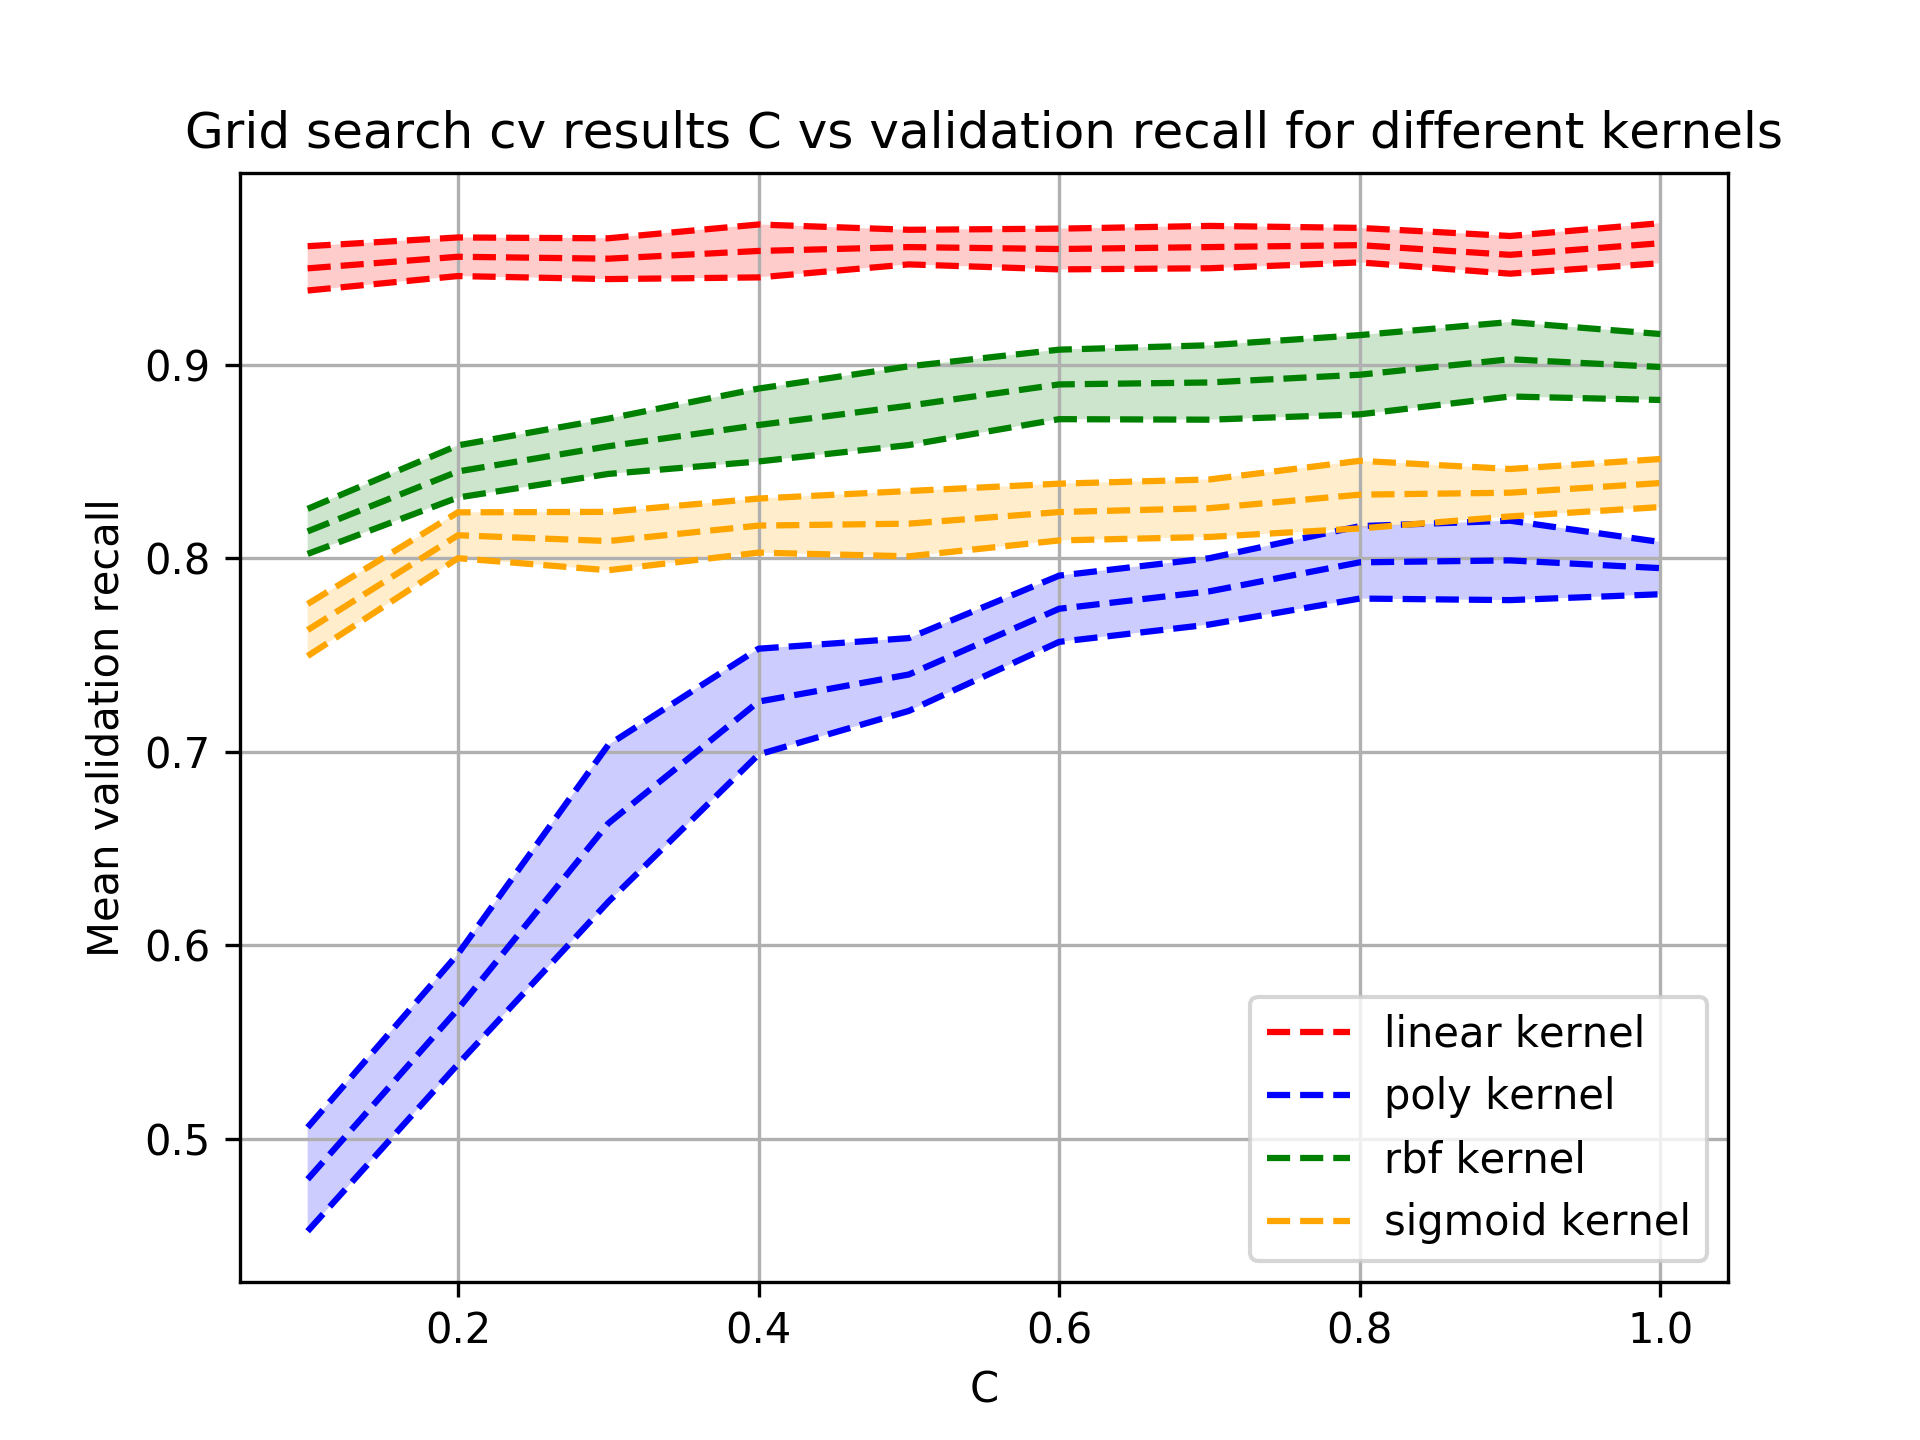 Grid search cv results C vs validation recall for different kernels
Mean validation recall
0.9
0.8
0.7
0.6
0.5
linear kernel
poly kernel
rbf kernel
sigmoid kernel
0.2 0.4 0.6 0.8 1.0
C